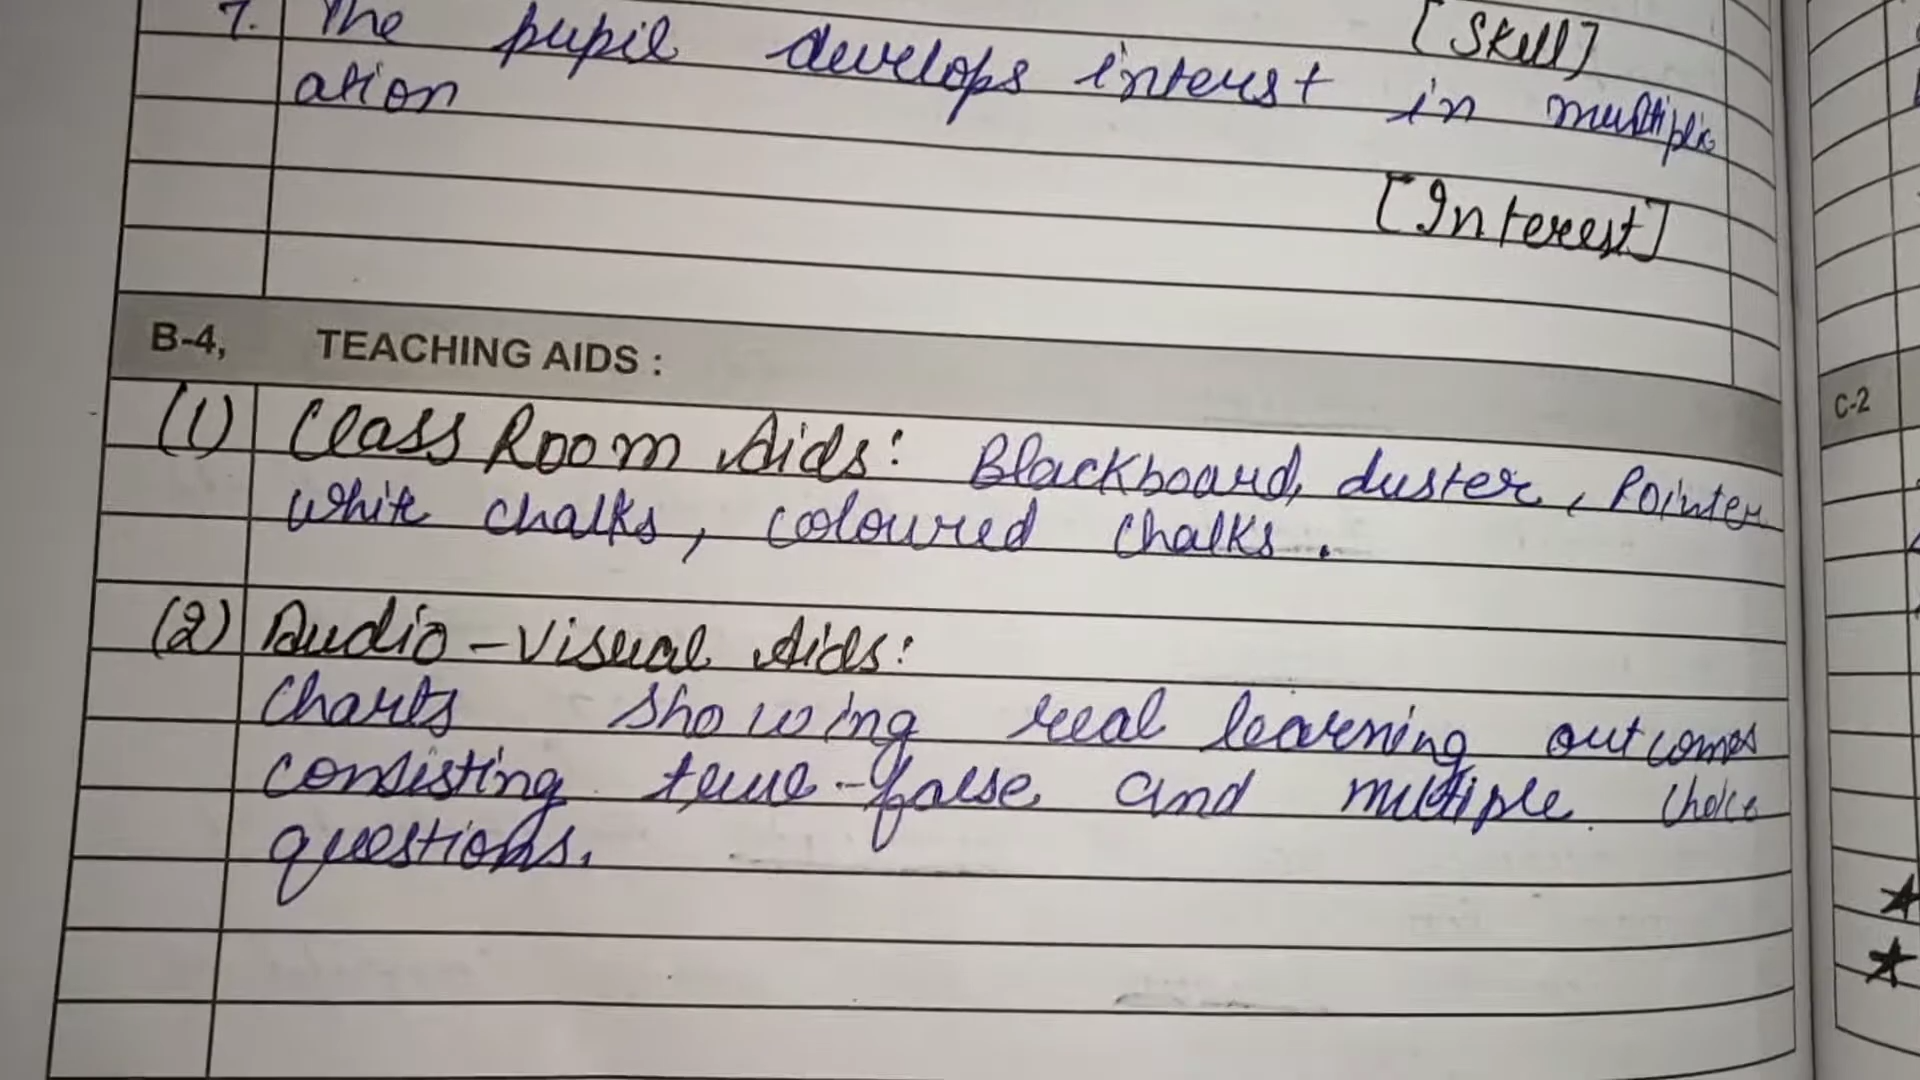 [Skill]
7. The pupil develops interest in multiplic
ation
[Interest]
B-4, TEACHING AIDS :
(1) Class Room Aids: Blackboard, duster, Pointer
white chalks, coloured chalks.
(2) Audio-Visual Aids:
Charts showing real learning outcomes
consisting true-false and multiple choice
questions.
C-2